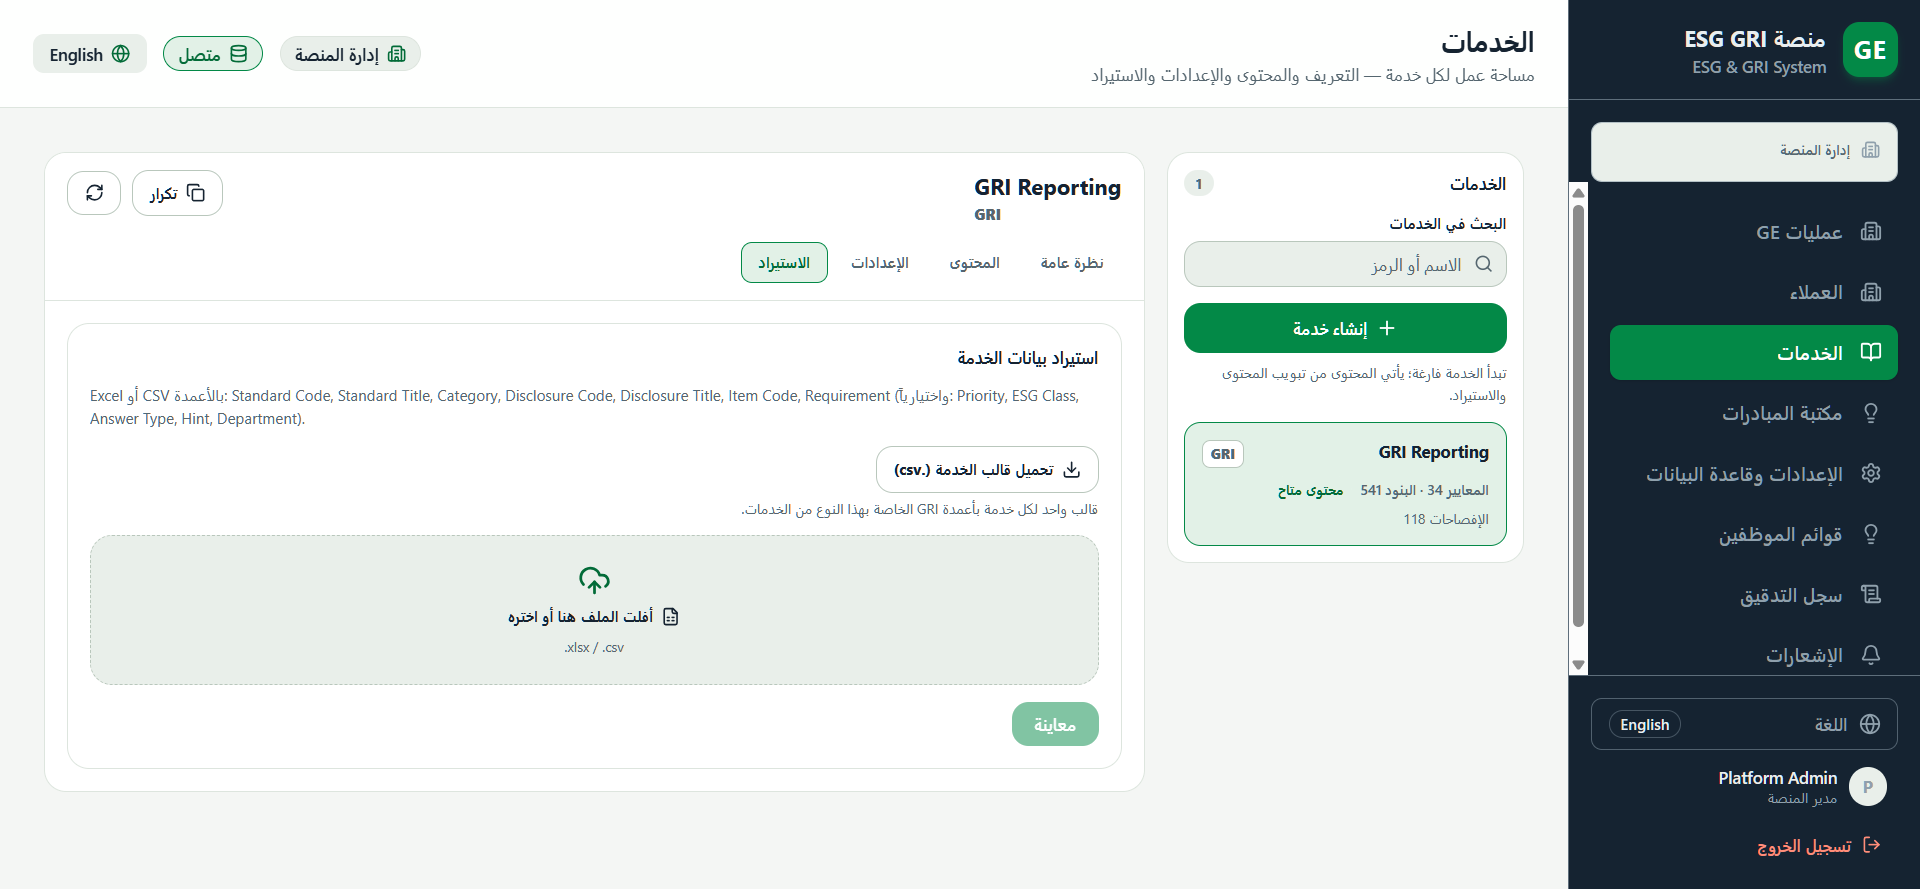 GE
منصة ESG GRI
ESG & GRI System
إدارة المنصة
عمليات GE
العملاء
الخدمات
مكتبة المبادرات
الإعدادات وقاعدة البيانات
قوائم الموظفين
سجل التدقيق
الإشعارات
اللغة
English
P
Platform Admin
مدير المنصة
تسجيل الخروج
الخدمات
مساحة عمل لكل خدمة — التعريف والمحتوى والإعدادات والاستيراد
إدارة المنصة
متصل
English
الخدمات
1
البحث في الخدمات
الاسم أو الرمز
إنشاء خدمة
تبدأ الخدمة فارغة؛ يأتي المحتوى من تبويب المحتوى
والاستيراد.
GRI Reporting
GRI
المعايير 34 · البنود 541
محتوى متاح
الإفصاحات 118
GRI Reporting
GRI
تكرار
نظرة عامة
المحتوى
الإعدادات
الاستيراد
استيراد بيانات الخدمة
Excel أو CSV بالأعمدة: Standard Code, Standard Title, Category, Disclosure Code, Disclosure Title, Item Code, Requirement (واختيارياً: Priority, ESG Class,
Answer Type, Hint, Department).
تحميل قالب الخدمة (.csv)
قالب واحد لكل خدمة بأعمدة GRI الخاصة بهذا النوع من الخدمات.
أفلت الملف هنا أو اختره
.xlsx / .csv
معاينة